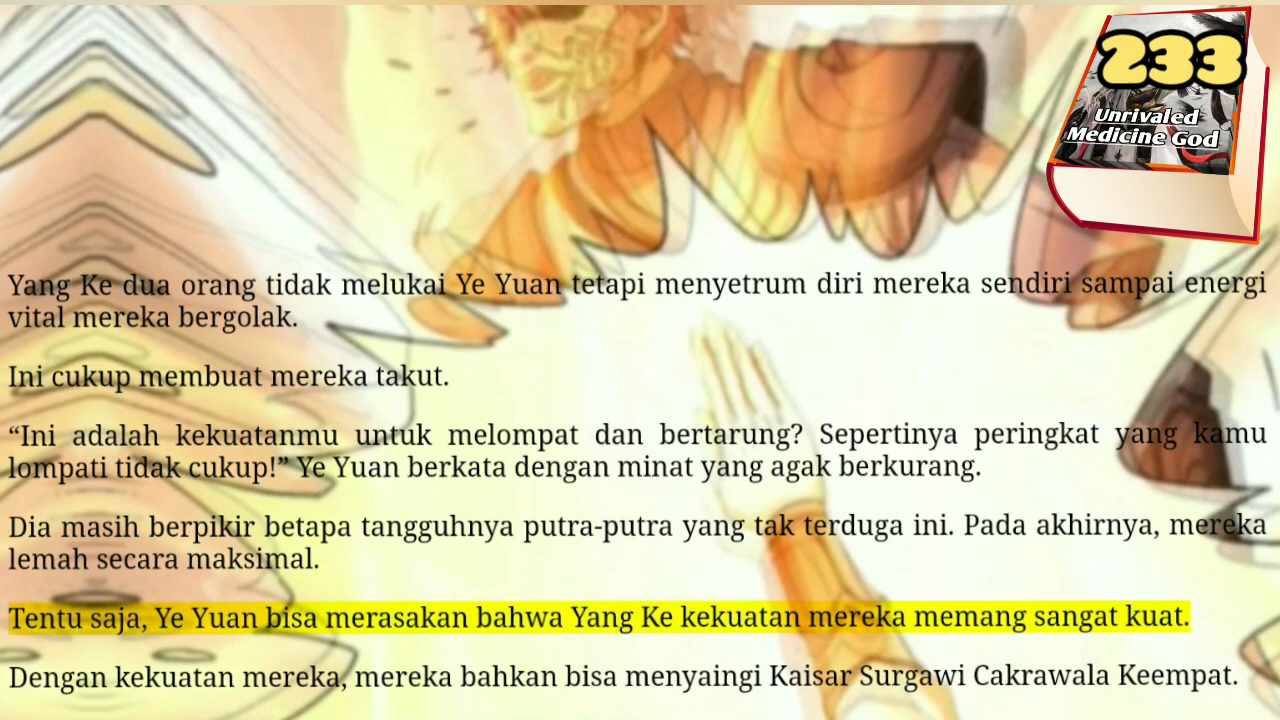 233
Unrivaled
Medicine God
Yang Ke dua orang tidak melukai Ye Yuan tetapi menyetrum diri mereka sendiri sampai energi
vital mereka bergolak.
Ini cukup membuat mereka takut.
“Ini adalah kekuatanmu untuk melompat dan bertarung? Sepertinya peringkat yang kamu
lompati tidak cukup!” Ye Yuan berkata dengan minat yang agak berkurang.
Dia masih berpikir betapa tangguhnya putra-putra yang tak terduga ini. Pada akhirnya, mereka
lemah secara maksimal.
Tentu saja, Ye Yuan bisa merasakan bahwa Yang Ke kekuatan mereka memang sangat kuat.
Dengan kekuatan mereka, mereka bahkan bisa menyaingi Kaisar Surgawi Cakrawala Keempat.